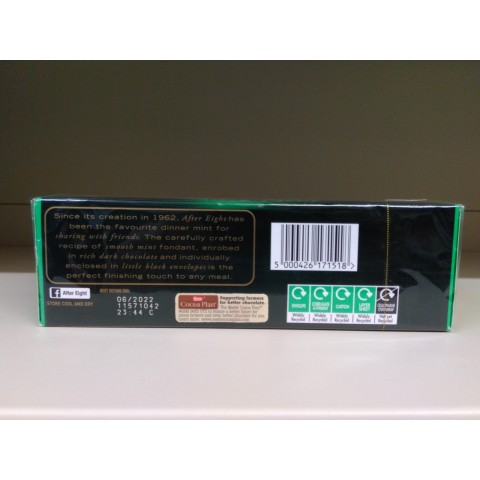 Since its creation in 1962, After Eight has
been the favourite dinner mint for
sharing with friends. The carefully crafted
recipe of smooth mint fondant, enrobed
in rich dark chocolate and individually
enclosed in little black envelopes is the
perfect finishing touch to any meal.
5 000426 171518 >
f After Eight
STORE COOL AND DRY
BEST BEFORE END:
06/2022
11571042
23:44 C
Nestle
Cocoa Plan
Supporting farmers
for better chocolate.
Widely Recycled
Widely Recycled
Widely Recycled
Widely Recycled
Not yet Recycled